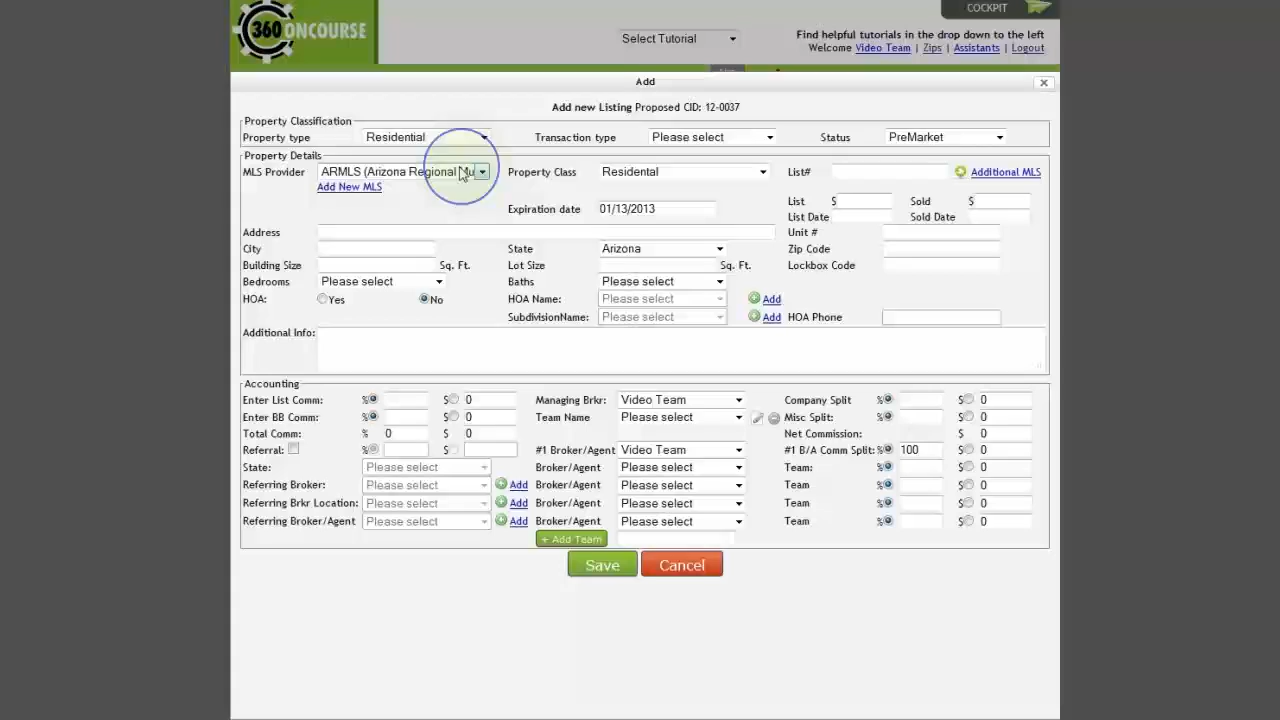 COCKPIT
360 ONCOURSE
Select Tutorial
Find helpful tutorials in the drop down to the left
Welcome Video Team | Zips | Assistants | Logout
Add
Add new Listing Proposed CID: 12-0037
Property Classification
Property type Residential Transaction type Please select Status PreMarket
Property Details
MLS Provider ARMLS (Arizona Regional Mu Property Class Residential List# Additional MLS
Add New MLS
List $ Sold $
Expiration date 01/13/2013
List Date Sold Date
Address Unit #
City State Arizona Zip Code
Building Size Sq. Ft. Lot Size Sq. Ft. Lockbox Code
Bedrooms Please select Baths Please select
HOA: Yes No HOA Name: Please select Add
SubdivisionName: Please select Add HOA Phone
Additional Info:
Accounting
Enter List Comm: % $ 0 Managing Brkr: Video Team Company Split % $ 0
Enter BB Comm: % $ 0 Team Name Please select Misc Split: % $ 0
Total Comm: % 0 $ 0 Net Commission: $ 0
Referral: % $ #1 Broker/Agent Video Team #1 B/A Comm Split: % 100 $ 0
State: Please select Broker/Agent Please select Team: % $ 0
Referring Broker: Please select Add Broker/Agent Please select Team % $ 0
Referring Brkr Location: Please select Add Broker/Agent Please select Team % $ 0
Referring Broker/Agent Please select Add Broker/Agent Please select Team % $ 0
+ Add Team
Save Cancel